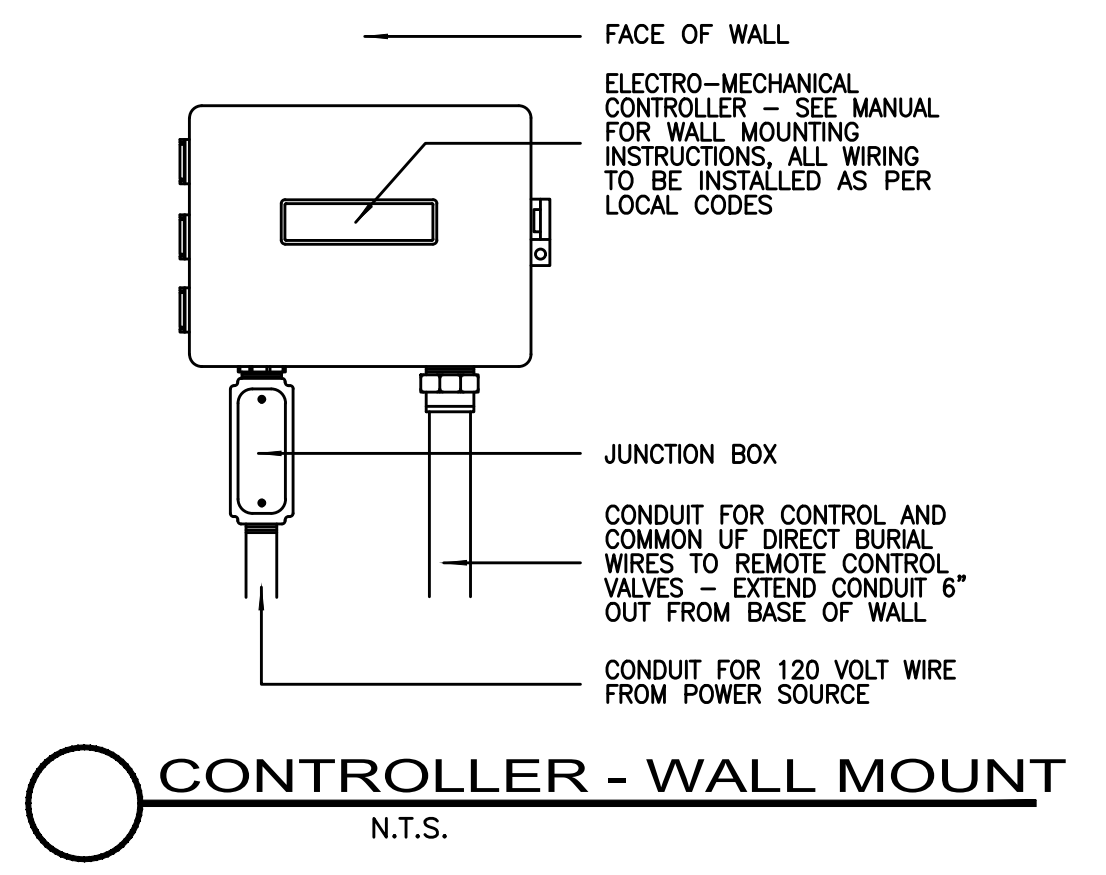 FACE OF WALL
ELECTRO-MECHANICAL
CONTROLLER - SEE MANUAL
FOR WALL MOUNTING
INSTRUCTIONS, ALL WIRING
TO BE INSTALLED AS PER
LOCAL CODES
JUNCTION BOX
CONDUIT FOR CONTROL AND
COMMON UF DIRECT BURIAL
WIRES TO REMOTE CONTROL
VALVES - EXTEND CONDUIT 6"
OUT FROM BASE OF WALL
CONDUIT FOR 120 VOLT WIRE
FROM POWER SOURCE
CONTROLLER - WALL MOUNT
N.T.S.